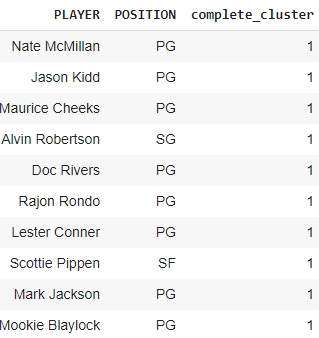 PLAYER POSITION complete_cluster
Nate McMillan PG 1
Jason Kidd PG 1
Maurice Cheeks PG 1
Alvin Robertson SG 1
Doc Rivers PG 1
Rajon Rondo PG 1
Lester Conner PG 1
Scottie Pippen SF 1
Mark Jackson PG 1
Mookie Blaylock PG 1